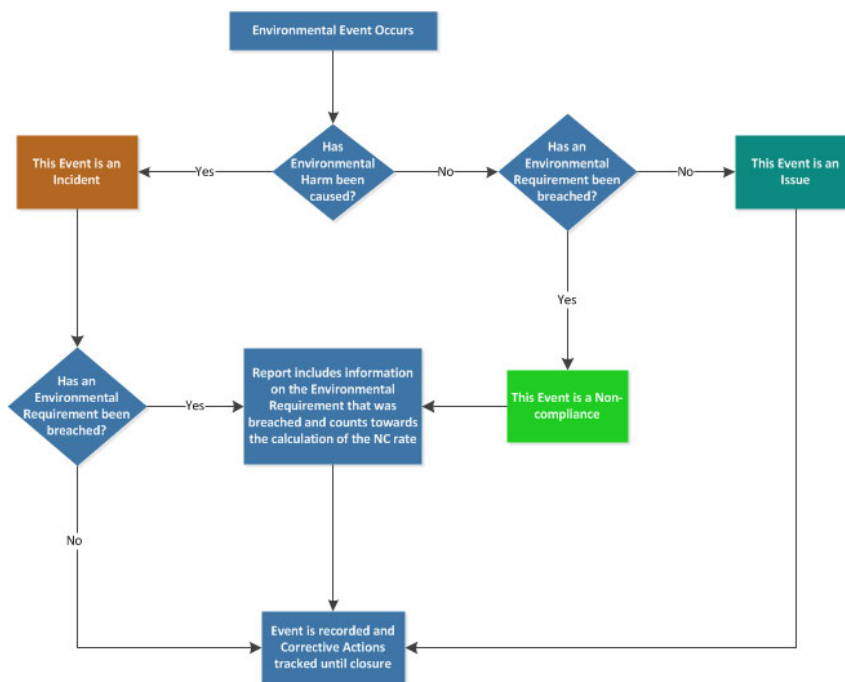 Environmental Event Occurs
This Event is an
Incident
Yes
Has
Environmental
Harm been
caused?
No
Has an
Environmental
Requirement been
breached?
No
This Event is an
Issue
Yes
Has an
Environmental
Requirement been
breached?
Yes
Report includes information
on the Environmental
Requirement that was
breached and counts towards
the calculation of the NC rate
This Event is a Non-
compliance
No
Event is recorded and
Corrective Actions
tracked until closure